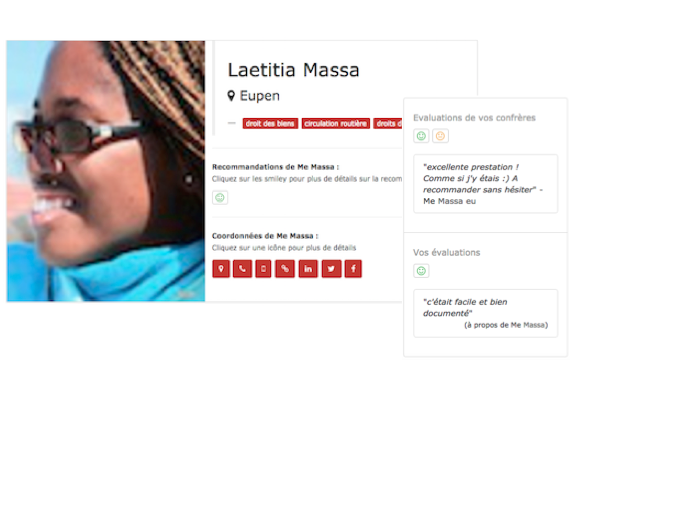 Laetitia Massa
Eupen
droit des biens circulation routière droits d
Recommandations de Me Massa :
Cliquez sur les smiley pour plus de détails sur la recom
Coordonnées de Me Massa :
Cliquez sur une icône pour plus de détails
Evaluations de vos confrères
"excellente prestation !
Comme si j'y étais :) A
recommander sans hésiter" -
Me Massa eu
Vos évaluations
"c'était facile et bien
documenté"
(à propos de Me Massa)